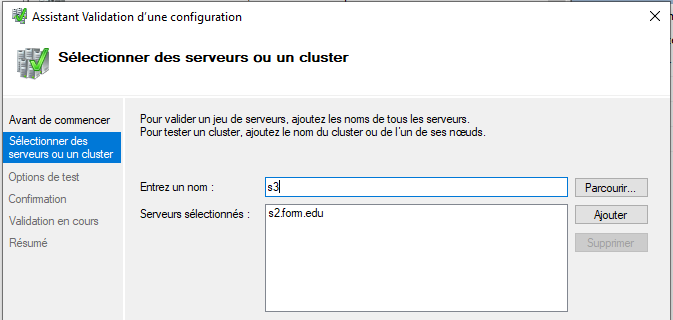 Assistant Validation d'une configuration
Sélectionner des serveurs ou un cluster
Avant de commencer
Sélectionner des
serveurs ou un cluster
Options de test
Confirmation
Validation en cours
Résumé
Pour valider un jeu de serveurs, ajoutez les noms de tous les serveurs.
Pour tester un cluster, ajoutez le nom du cluster ou de l'un de ses nœuds.
Entrez un nom : s3 Parcourir...
Serveurs sélectionnés : s2.form.edu Ajouter
Supprimer